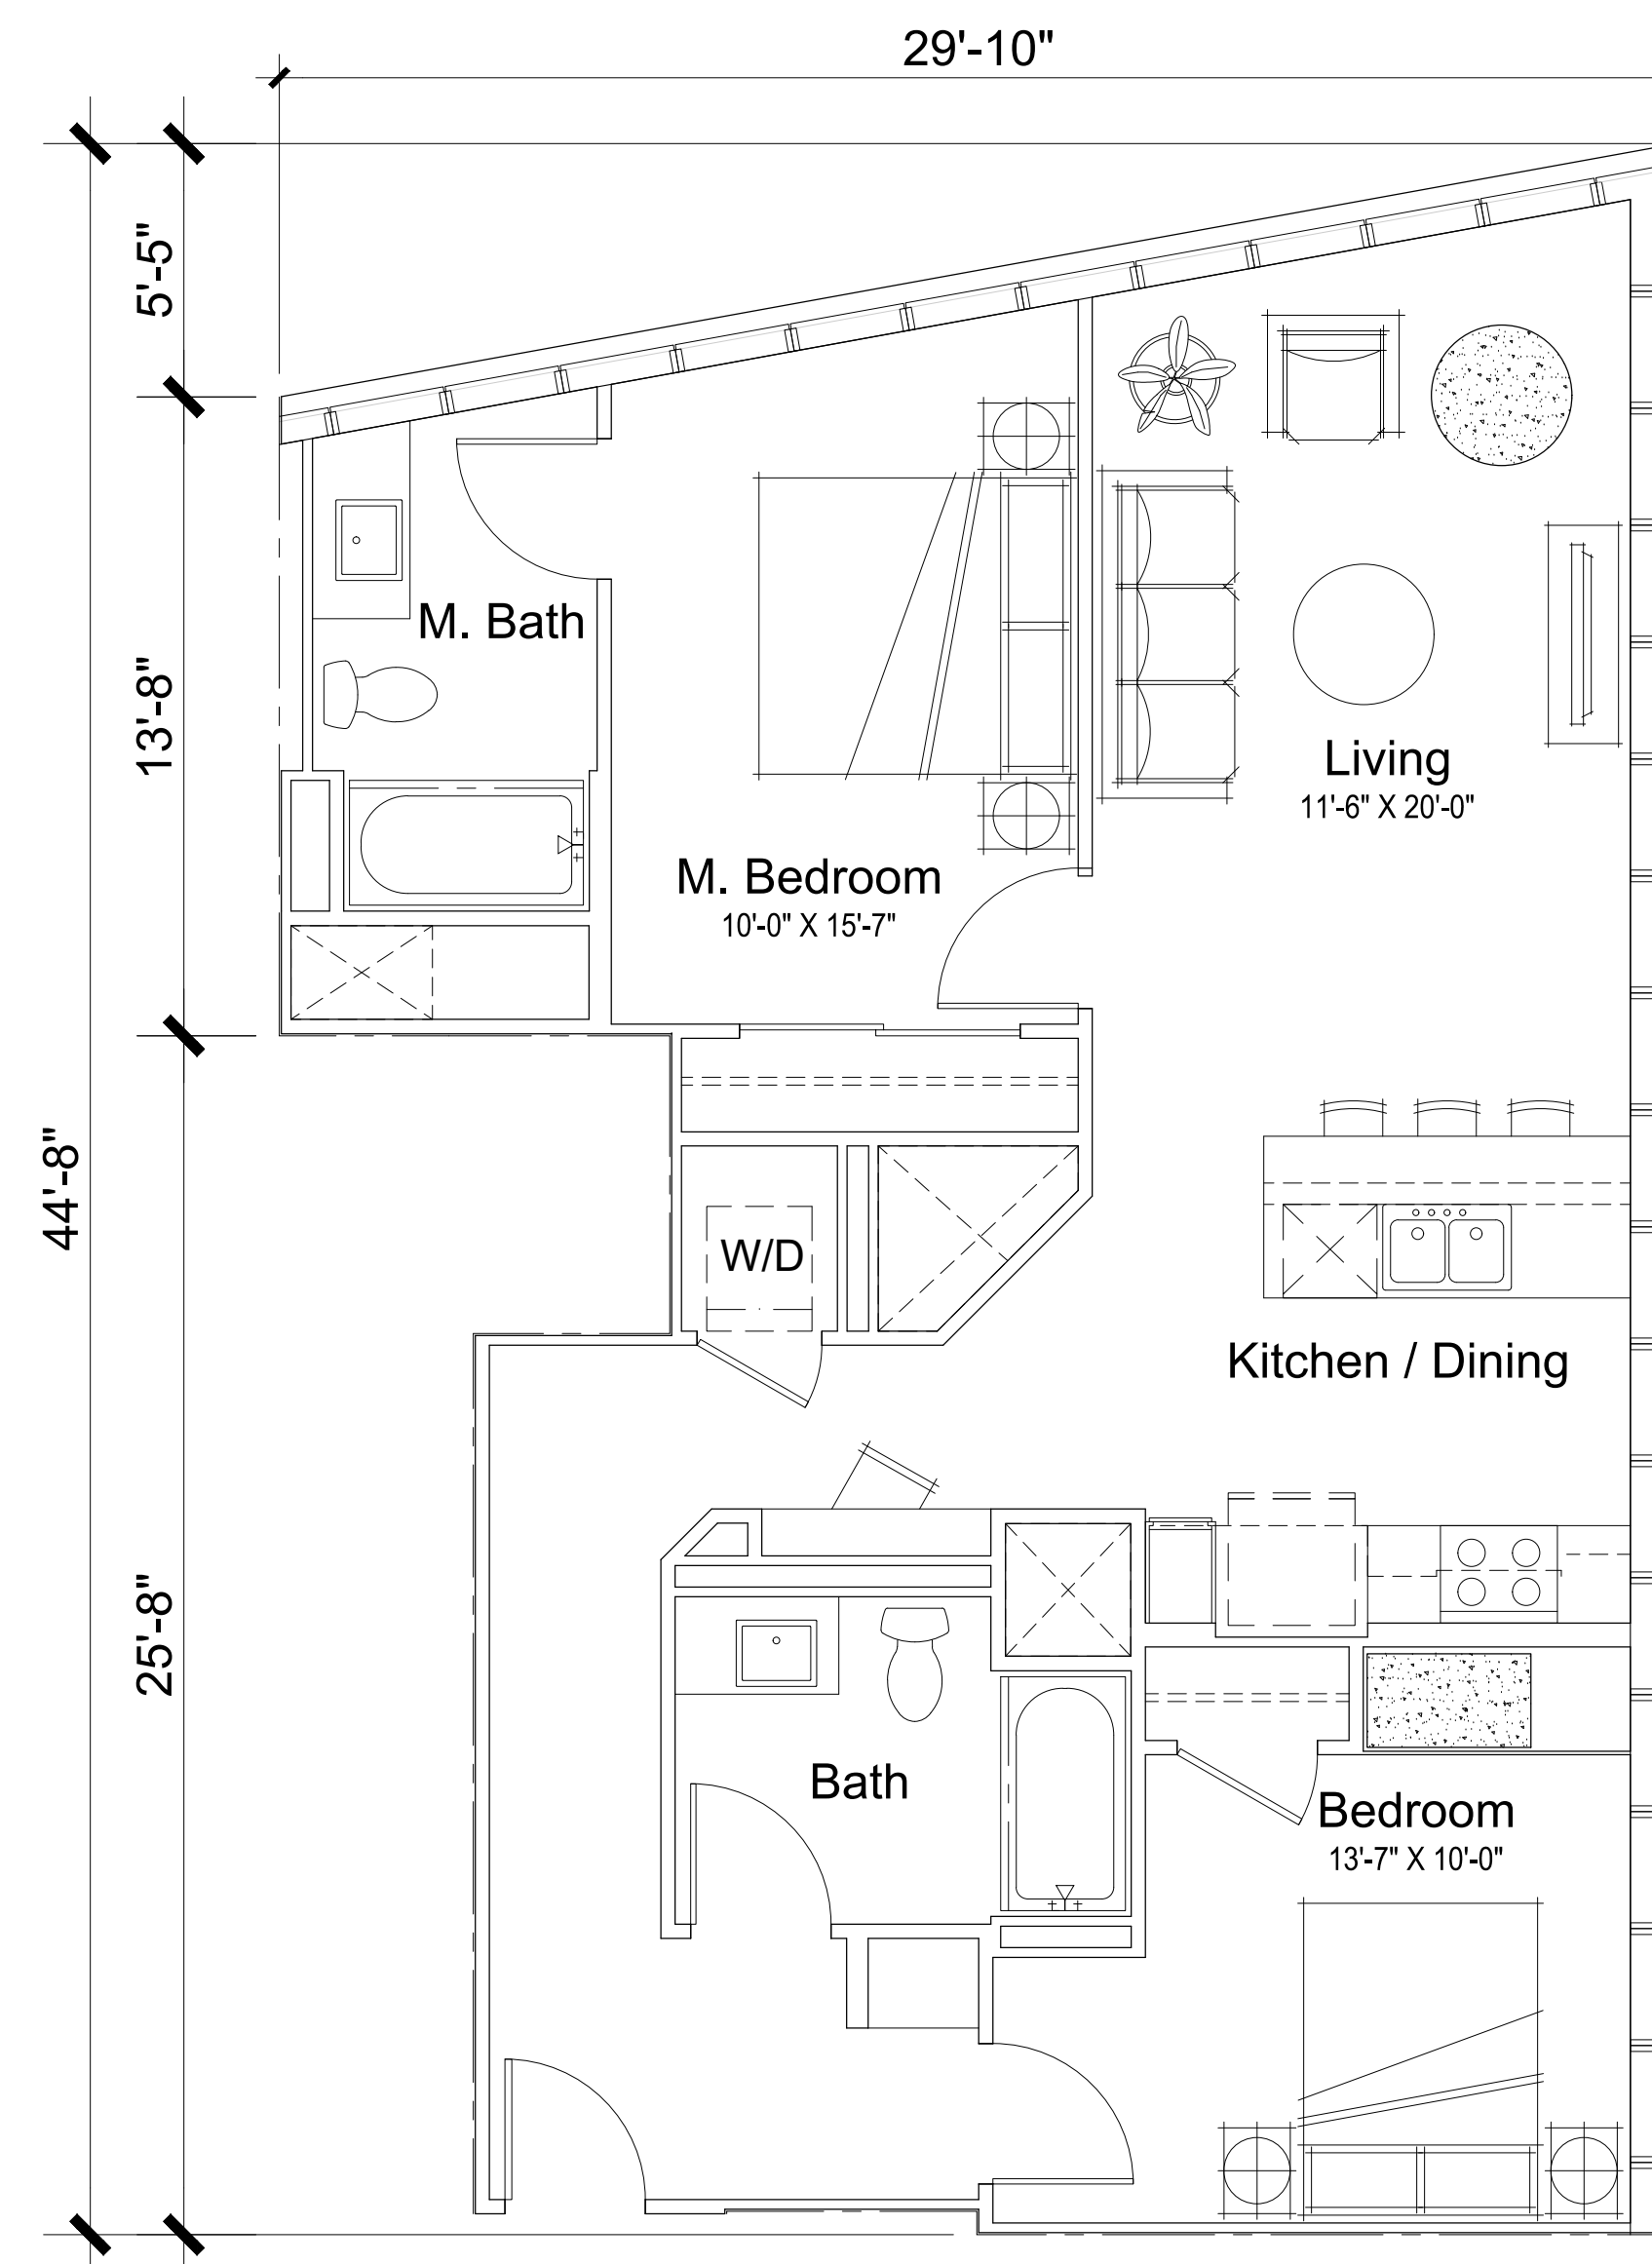 29'-10"
5'-5"
13'-8"
44'-8"
25'-8"
M. Bath
Living
11'-6" X 20'-0"
M. Bedroom
10'-0" X 15'-7"
W/D
Kitchen / Dining
Bath
Bedroom
13'-7" X 10'-0"